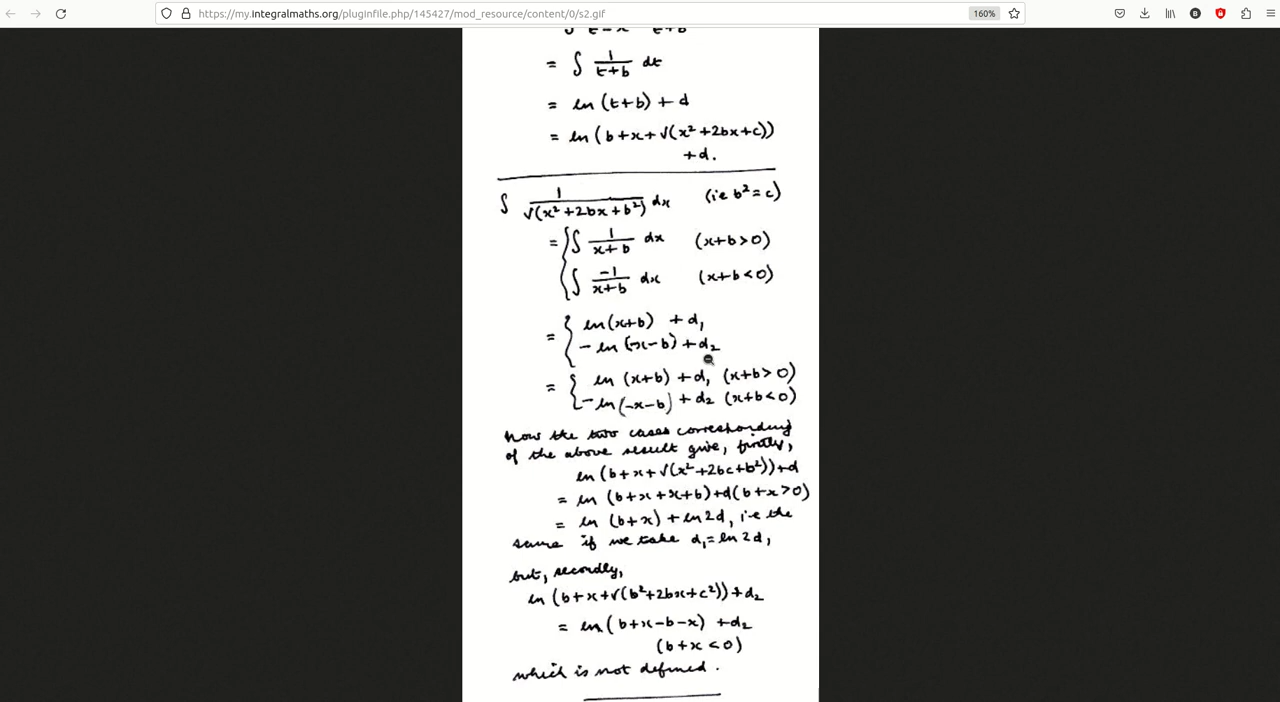 https://my.integralmaths.org/pluginfile.php/145427/mod_resource/content/0/s2.gif
160%
= ∫ 1/(t+b) dt
= ln (t+b) + d
= ln (b+x+√(x²+2bx+c))
+d.
∫ 1/√(x²+2bx+b²) dx (ie b²=c)
= { ∫ 1/(x+b) dx (x+b>0)
{ ∫ -1/(x+b) dx (x+b<0)
= { ln(x+b) + d₁
{ - ln(-x-b) + d₂
= { ln (x+b) + d₁ (x+b>0)
{ - ln(-x-b) + d₂ (x+b<0)
Now the two cases corresponding
of the above result give, firstly,
ln (b+x+√(x²+2bc+b²))+d
= ln (b+x+x+b)+d(b+x>0)
= ln (b+x) + ln 2d, i.e the
same if we take d₁=ln 2d,
but, secondly,
ln (b+x+√(b²+2bx+c²))+d₂
= ln (b+x-b-x) +d₂
(b+x<0)
which is not defined.